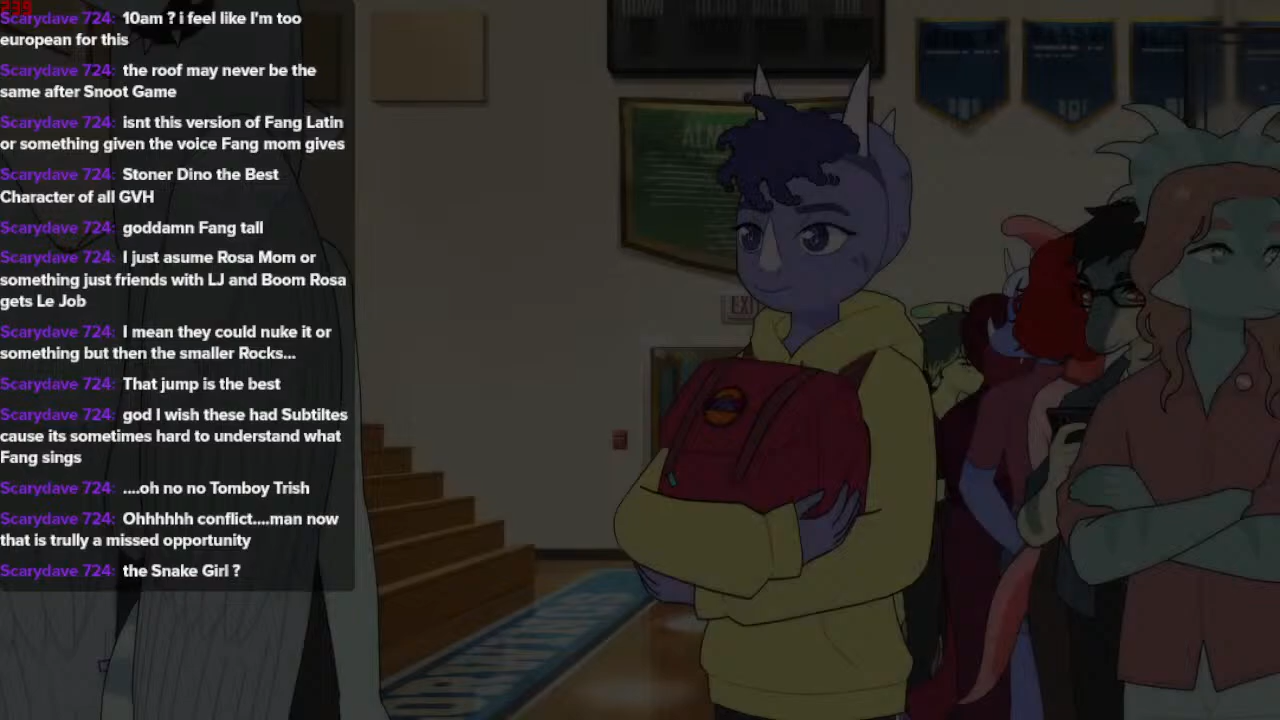 239
Scarydave 724: 10am ? i feel like I'm too
european for this
Scarydave 724: the roof may never be the
same after Snoot Game
Scarydave 724: isnt this version of Fang Latin
or something given the voice Fang mom gives
Scarydave 724: Stoner Dino the Best
Character of all GVH
Scarydave 724: goddamn Fang tall
Scarydave 724: I just asume Rosa Mom or
something just friends with LJ and Boom Rosa
gets Le Job
Scarydave 724: I mean they could nuke it or
something but then the smaller Rocks...
Scarydave 724: That jump is the best
Scarydave 724: god I wish these had Subtiltes
cause its sometimes hard to understand what
Fang sings
Scarydave 724: ....oh no no Tomboy Trish
Scarydave 724: Ohhhhhh conflict....man now
that is trully a missed opportunity
Scarydave 724: the Snake Girl ?
ALM
EXI